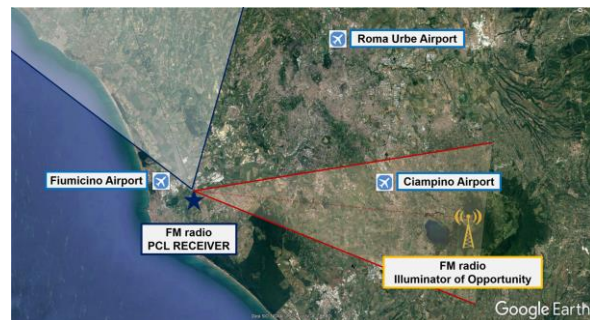 Roma Urbe Airport
Fiumicino Airport
Ciampino Airport
FM radio
PCL RECEIVER
FM radio
Illuminator of Opportunity
Google Earth